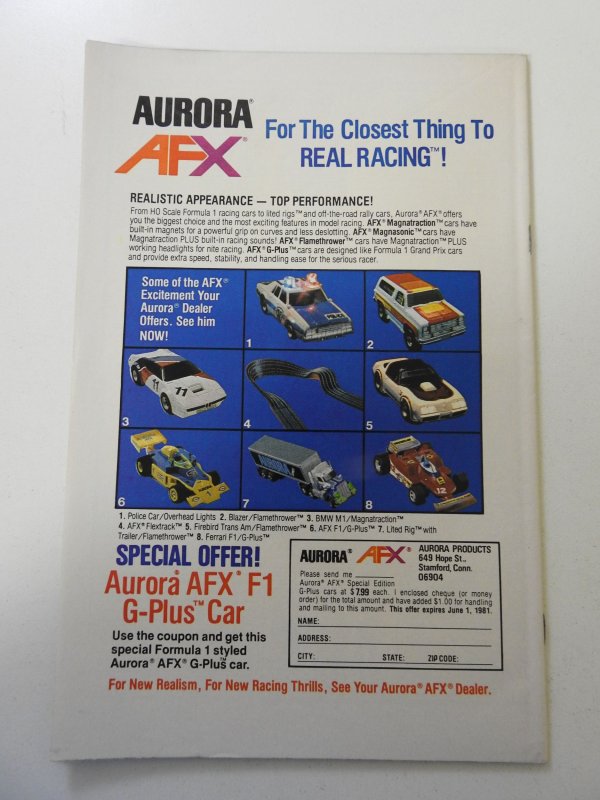 AURORA®
AFX®
For The Closest Thing To
REAL RACING™!
REALISTIC APPEARANCE — TOP PERFORMANCE!
From HO Scale Formula 1 racing cars to lited rigs™ and off-the-road rally cars, Aurora® AFX® offers
you the biggest choice and the most exciting features in model racing. AFX® Magnatraction™ cars have
built-in magnets for a powerful grip on curves and less deslotting. AFX® Magnasonic™ cars have
Magnatraction PLUS built-in racing sounds! AFX® Flamethrower™ cars have Magnatraction™ PLUS
working headlights for nite racing. AFX® G-Plus™ cars are designed like Formula 1 Grand Prix cars
and provide extra speed, stability, and handling ease for the serious racer.
Some of the AFX®
Excitement Your
Aurora® Dealer
Offers. See him
NOW!
POLICE
1
2
11
11
3
4
5
6
AURORA
7
12
8
1. Police Car/Overhead Lights 2. Blazer/Flamethrower™ 3. BMW M1/Magnatraction™
4. AFX® Flextrack™ 5. Firebird Trans Am/Flamethrower™ 6. AFX F1/G-Plus™ 7. Lited Rig™ with
Trailer/Flamethrower™ 8. Ferrari F1/G-Plus™
SPECIAL OFFER!
Aurora® AFX® F1
G-Plus™ Car
Use the coupon and get this
special Formula 1 styled
Aurora® AFX® G-Plus™ car.
AURORA® AFX®
AURORA PRODUCTS
649 Hope St.,
Stamford, Conn.
06904
Please send me
Aurora® AFX® Special Edition
G-Plus cars at $7.99 each. I enclosed cheque (or money
order) for the total amount and have added $1.00 for handling
and mailing to this amount. This offer expires June 1, 1981.
NAME:
ADDRESS:
CITY: STATE: ZIP CODE:
For New Realism, For New Racing Thrills, See Your Aurora® AFX® Dealer.